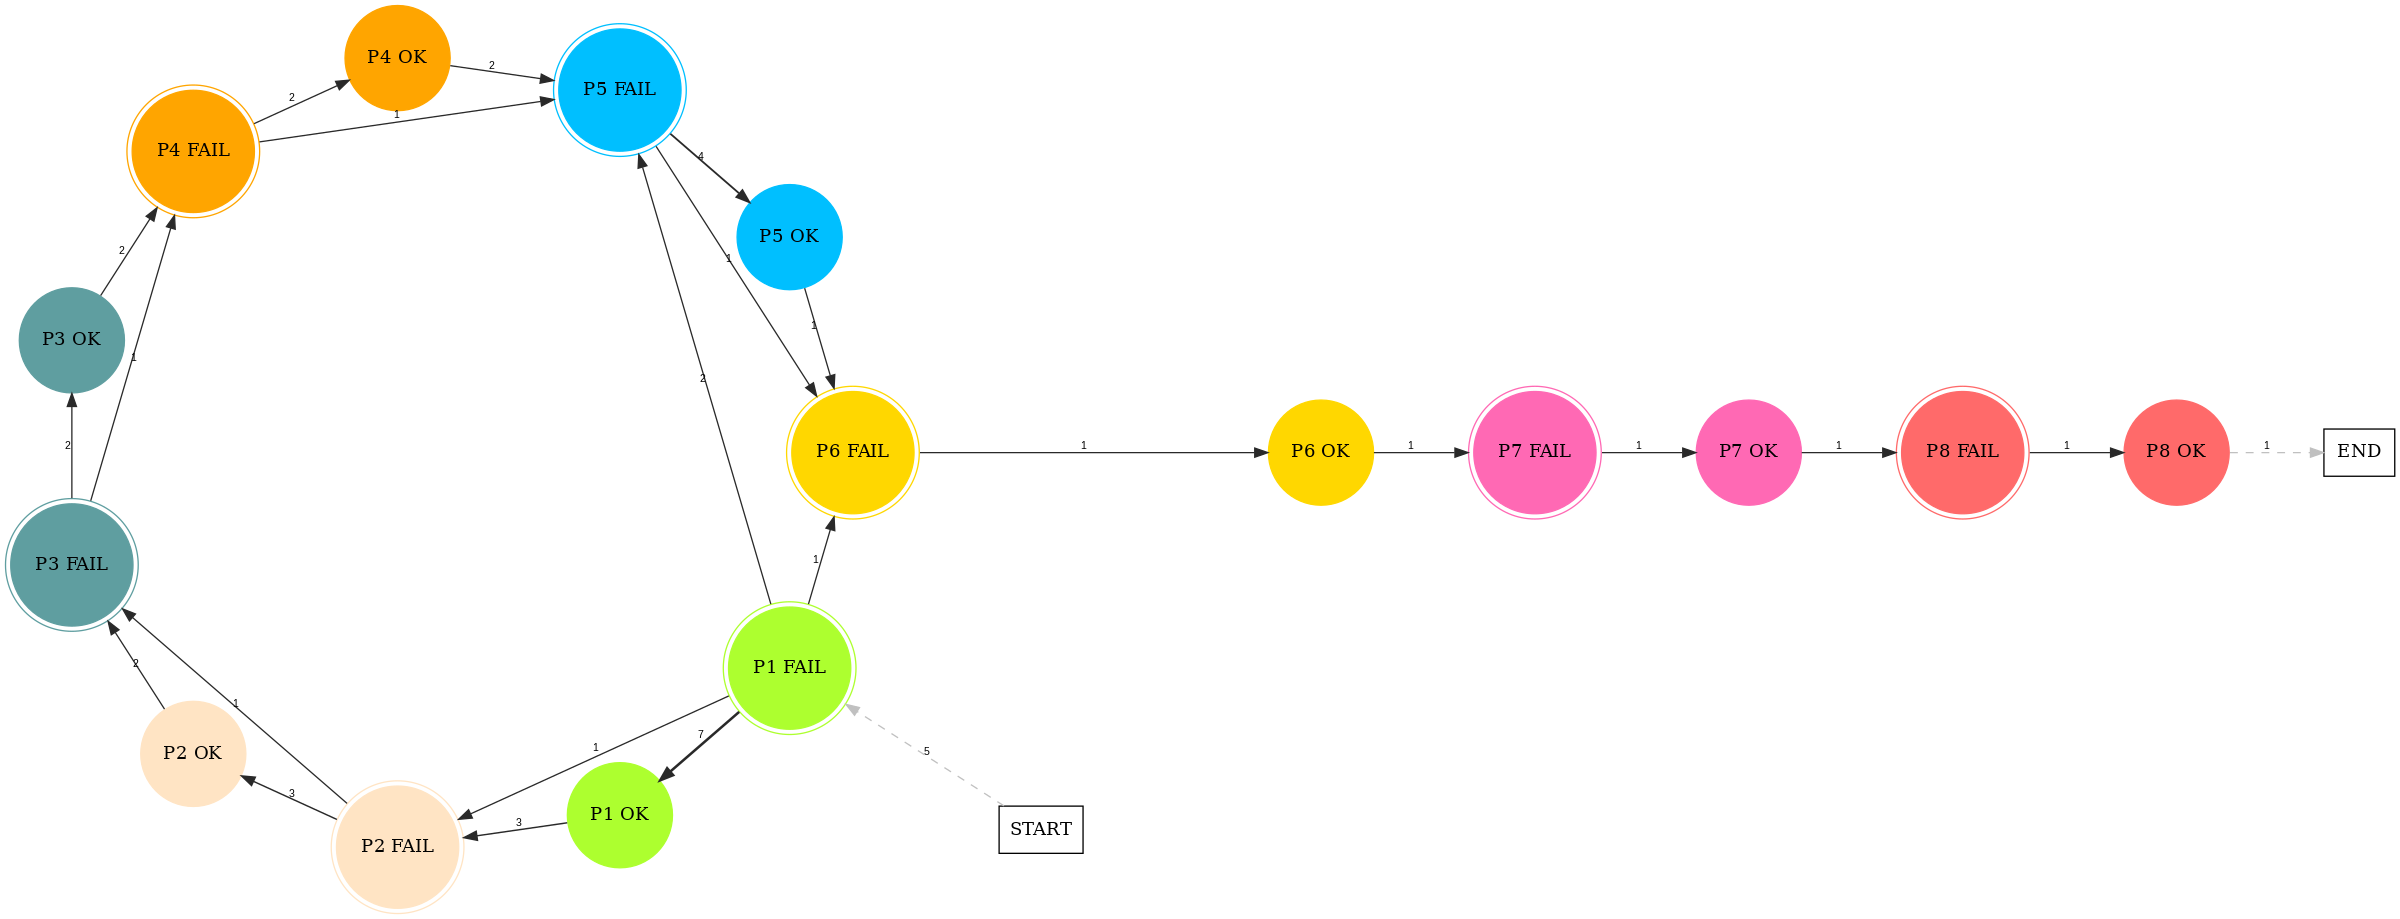 P4 OK
2
P5 FAIL
2
1
P4 FAIL
4
P5 OK
2
1
1
P3 OK
1
2
2
P6 FAIL
1
P6 OK
1
P7 FAIL
1
P7 OK
1
P8 FAIL
1
P8 OK
1
END
P3 FAIL
1
P1 FAIL
2
1
7
1
5
P2 OK
3
P1 OK
3
START
P2 FAIL